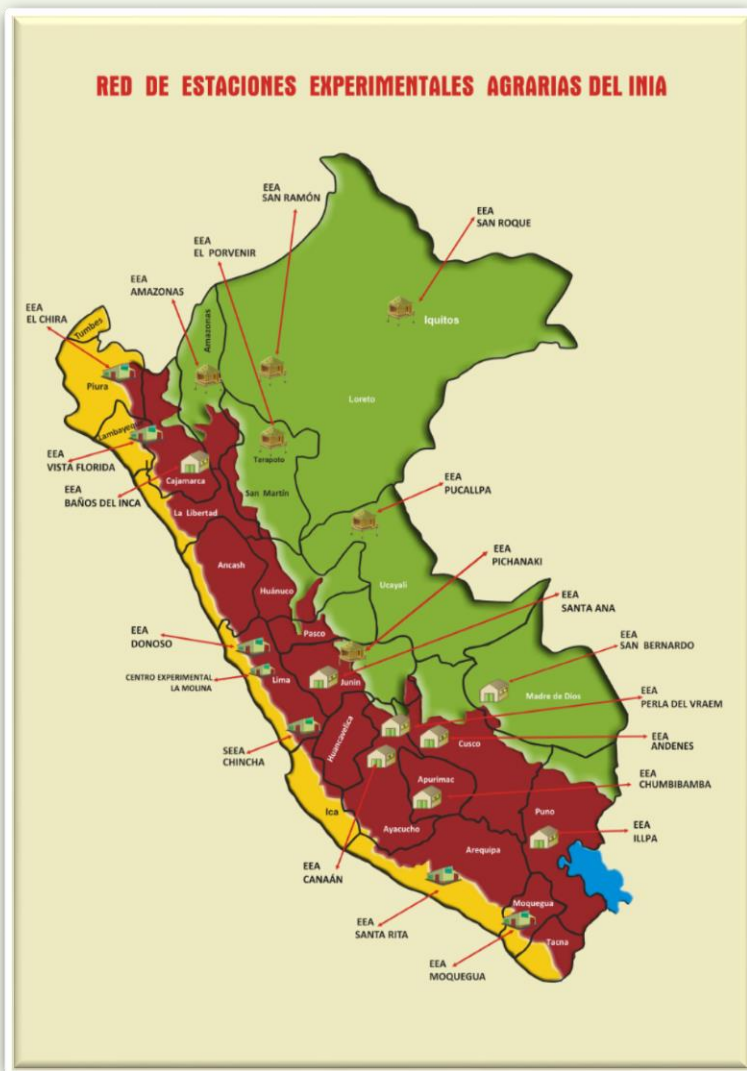 RED DE ESTACIONES EXPERIMENTALES AGRARIAS DEL INIA
EEA
SAN RAMÓN
EEA
SAN ROQUE
EEA
EL PORVENIR
EEA
AMAZONAS
EEA
EL CHIRA
Tumbes
Amazonas
Iquitos
Piura
Loreto
Lambayeque
Tarapoto
EEA
VISTA FLORIDA
Cajamarca
San Martín
EEA
BAÑOS DEL INCA
EEA
PUCALLPA
La Libertad
EEA
PICHANAKI
Ancash
Huánuco
Ucayali
EEA
SANTA ANA
Pasco
EEA
DONOSO
EEA
SAN BERNARDO
CENTRO EXPERIMENTAL
LA MOLINA
Lima
Junín
Madre de Dios
EEA
PERLA DEL VRAEM
SEEA
CHINCHA
Huancavelica
Cusco
EEA
ANDENES
Apurimac
EEA
CHUMBIBAMBA
Ica
Puno
Ayacucho
EEA
ILLPA
Arequipa
EEA
CANAÁN
Moquegua
EEA
SANTA RITA
Tacna
EEA
MOQUEGUA